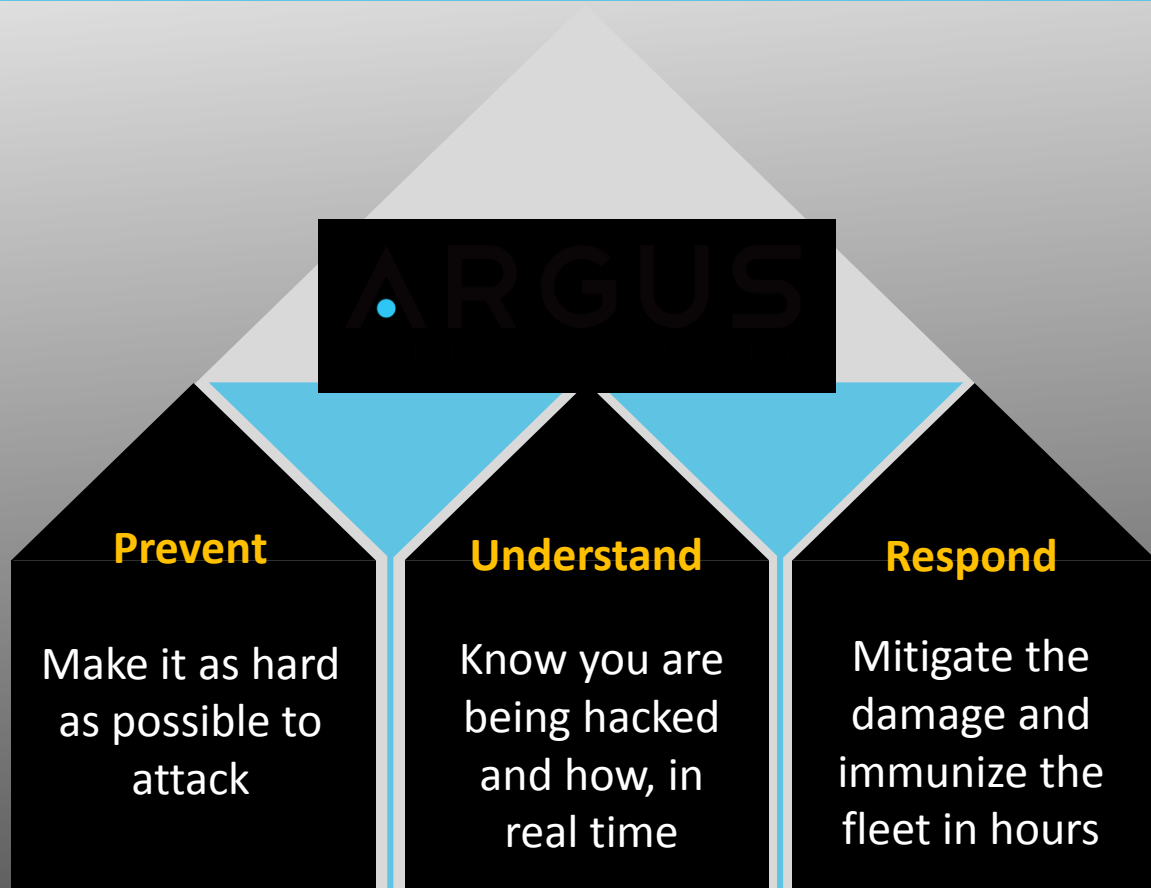 ARGUS
Prevent
Make it as hard
as possible to
attack
Understand
Know you are
being hacked
and how, in
real time
Respond
Mitigate the
damage and
immunize the
fleet in hours